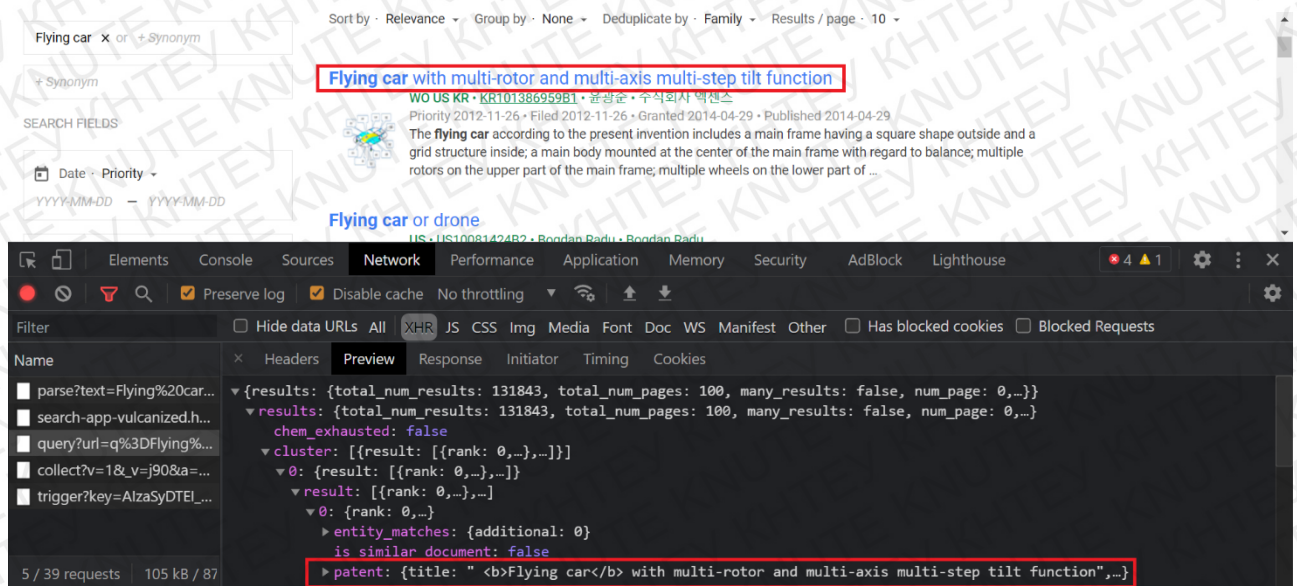 Flying car x or + Synonym
+ Synonym
SEARCH FIELDS
Date · Priority
YYYY-MM-DD — YYYY-MM-DD
Sort by · Relevance Group by · None Deduplicate by · Family Results / page · 10
Flying car with multi-rotor and multi-axis multi-step tilt function
WO US KR • KR101386959B1 • 윤광준 • 수식회사 엑센스
Priority 2012-11-26 • Filed 2012-11-26 • Granted 2014-04-29 • Published 2014-04-29
The flying car according to the present invention includes a main frame having a square shape outside and a
grid structure inside; a main body mounted at the center of the main frame with regard to balance; multiple
rotors on the upper part of the main frame; multiple wheels on the lower part of ...
Flying car or drone
US • US10081424B2 • Bogdan Radu • Bogdan Radu
Elements Console Sources Network Performance Application Memory Security AdBlock Lighthouse 4 1
Preserve log Disable cache No throttling
Filter Hide data URLs All XHR JS CSS Img Media Font Doc WS Manifest Other Has blocked cookies Blocked Requests
Name × Headers Preview Response Initiator Timing Cookies
parse?text=Flying%20car...
search-app-vulcanized.h...
query?url=q%3DFlying%...
collect?v=1&_v=j90&a=...
trigger?key=AIzaSyDTEI_...
5 / 39 requests 105 kB / 87
{results: {total_num_results: 131843, total_num_pages: 100, many_results: false, num_page: 0,…}}
results: {total_num_results: 131843, total_num_pages: 100, many_results: false, num_page: 0,…}
chem_exhausted: false
cluster: [{result: [{rank: 0,…},…]}]
0: {result: [{rank: 0,…},…]}
result: [{rank: 0,…},…]
0: {rank: 0,…}
entity_matches: {additional: 0}
is_similar_document: false
patent: {title: " <b>Flying car</b> with multi-rotor and multi-axis multi-step tilt function",…}